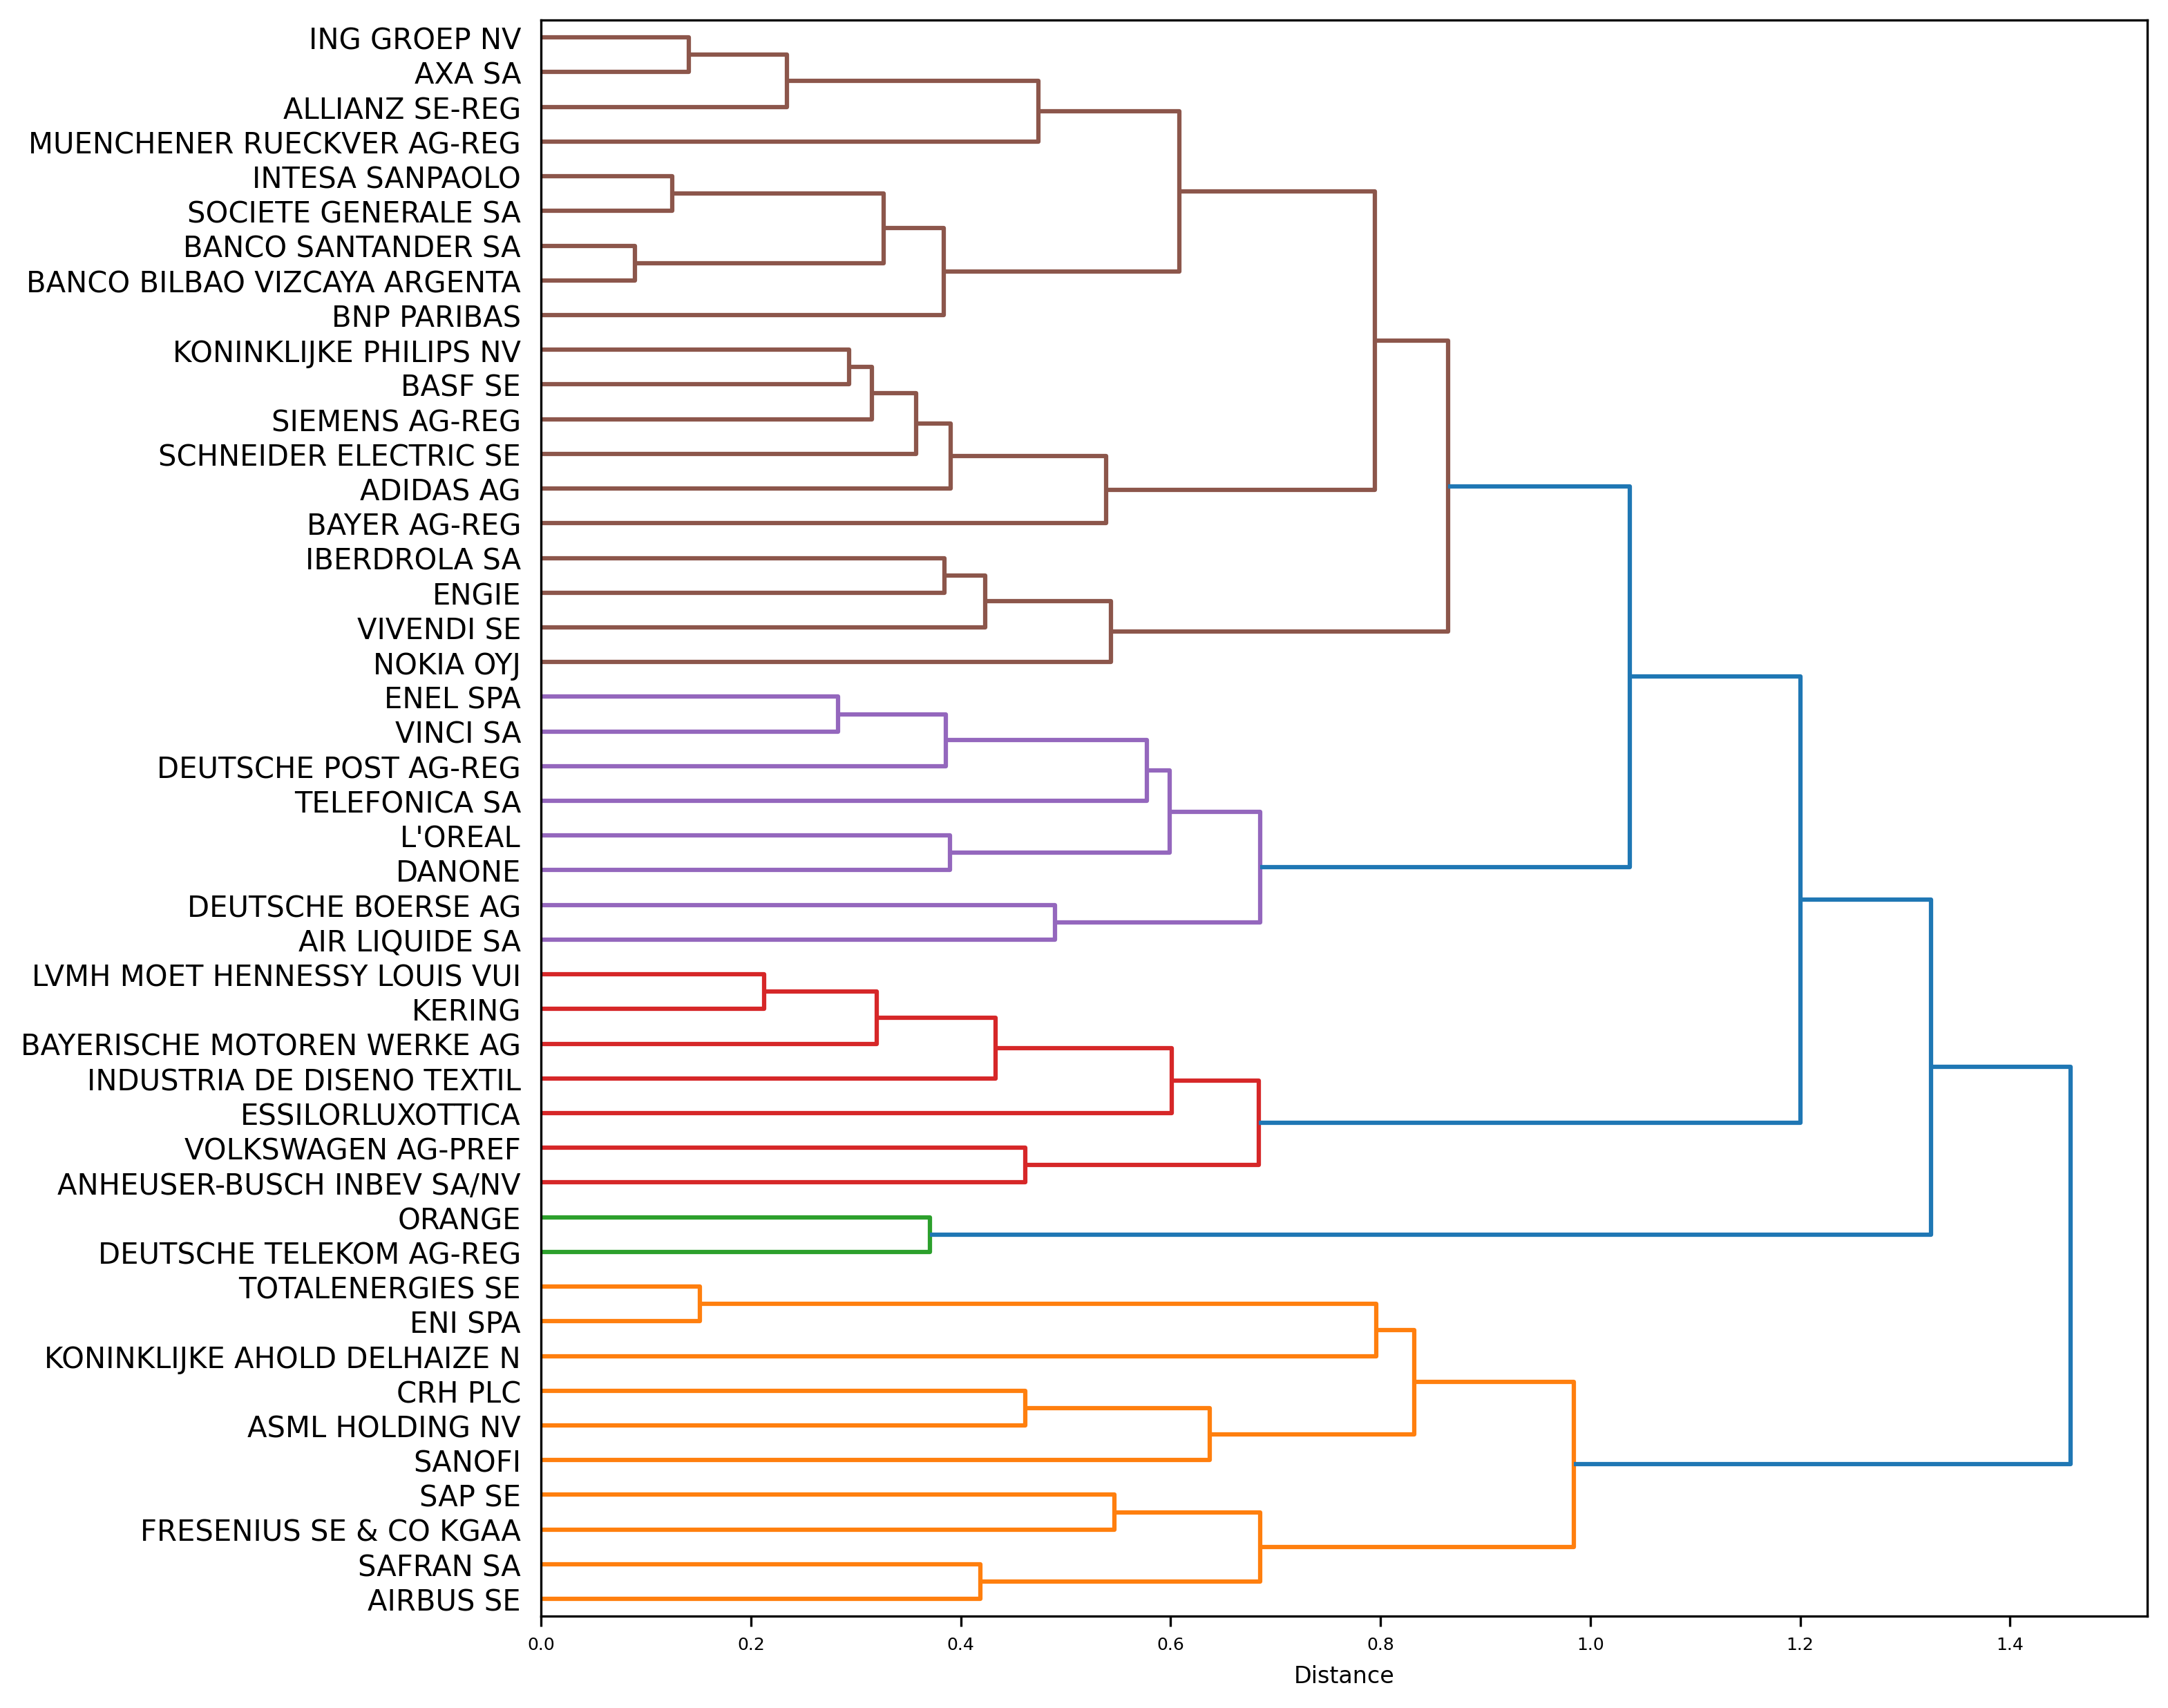 ING GROEP NV
AXA SA
ALLIANZ SE-REG
MUENCHENER RUECKVER AG-REG
INTESA SANPAOLO
SOCIETE GENERALE SA
BANCO SANTANDER SA
BANCO BILBAO VIZCAYA ARGENTA
BNP PARIBAS
KONINKLIJKE PHILIPS NV
BASF SE
SIEMENS AG-REG
SCHNEIDER ELECTRIC SE
ADIDAS AG
BAYER AG-REG
IBERDROLA SA
ENGIE
VIVENDI SE
NOKIA OYJ
ENEL SPA
VINCI SA
DEUTSCHE POST AG-REG
TELEFONICA SA
L'OREAL
DANONE
DEUTSCHE BOERSE AG
AIR LIQUIDE SA
LVMH MOET HENNESSY LOUIS VUI
KERING
BAYERISCHE MOTOREN WERKE AG
INDUSTRIA DE DISENO TEXTIL
ESSILORLUXOTTICA
VOLKSWAGEN AG-PREF
ANHEUSER-BUSCH INBEV SA/NV
ORANGE
DEUTSCHE TELEKOM AG-REG
TOTALENERGIES SE
ENI SPA
KONINKLIJKE AHOLD DELHAIZE N
CRH PLC
ASML HOLDING NV
SANOFI
SAP SE
FRESENIUS SE & CO KGAA
SAFRAN SA
AIRBUS SE
0.0 0.2 0.4 0.6 0.8 1.0 1.2 1.4
Distance